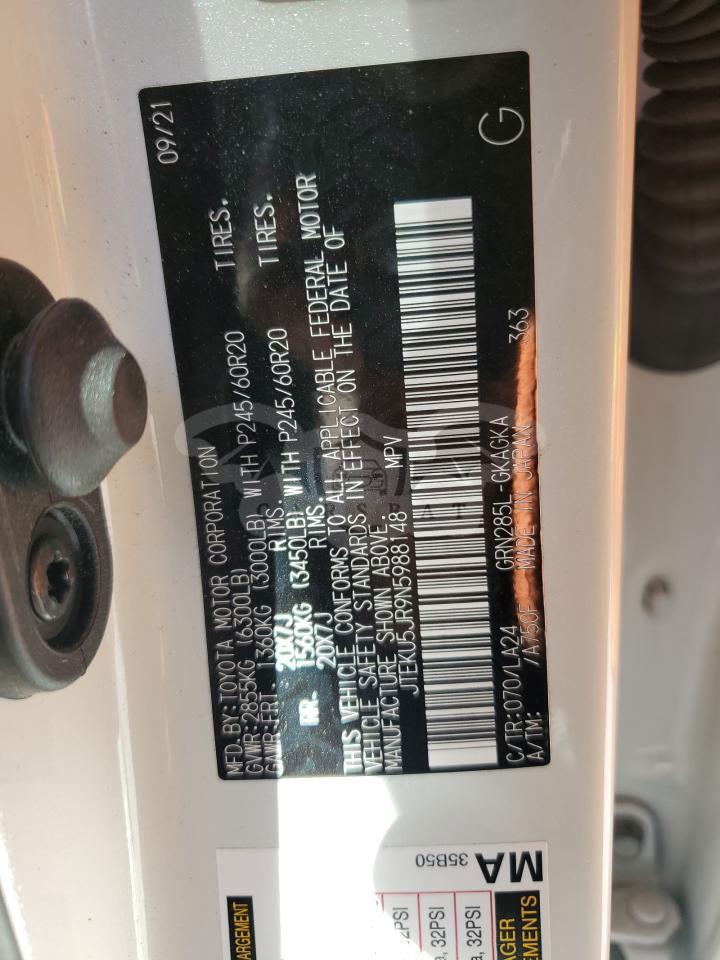 09/21
MFD. BY: TOYOTA MOTOR CORPORATION
GVWR: 2855KG (6300LB)
GAWR: FRT. 1360KG (3000LB) WITH P245/60R20 TIRES.
20X7J RIMS.
RR. 1560KG (3450LB) WITH P245/60R20 TIRES.
20X7J RIMS
THIS VEHICLE CONFORMS TO ALL APPLICABLE FEDERAL MOTOR
VEHICLE SAFETY STANDARDS IN EFFECT ON THE DATE OF
MANUFACTURE SHOWN ABOVE.
JTEKU5JR9N5988148 MPV
G
C/TR:070/LA24 GRN285L-GKAGKA 363
A/TM: /A750F MADE IN JAPAN
MA
35B50
32PSI
32PSI